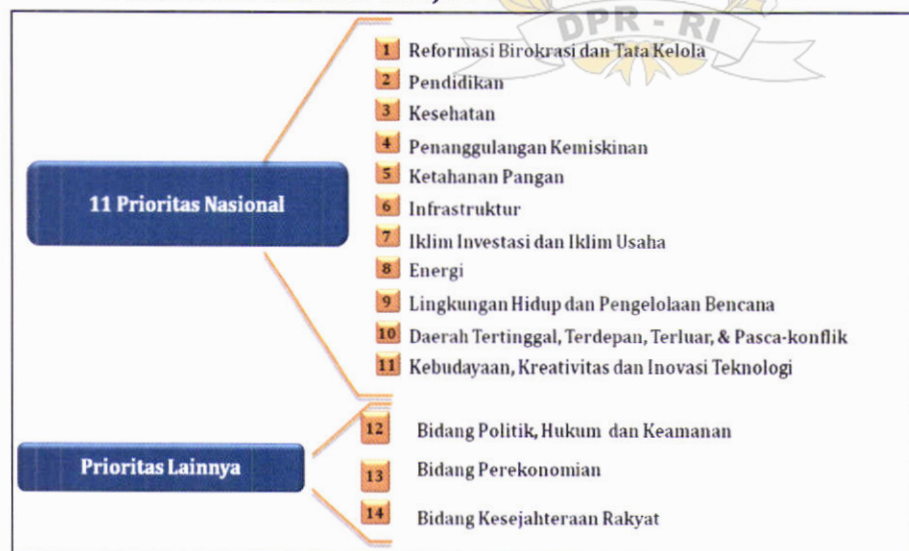 DPR - RI
1 Reformasi Birokrasi dan Tata Kelola
2 Pendidikan
3 Kesehatan
4 Penanggulangan Kemiskinan
5 Ketahanan Pangan
11 Prioritas Nasional
6 Infrastruktur
7 Iklim Investasi dan Iklim Usaha
8 Energi
9 Lingkungan Hidup dan Pengelolaan Bencana
10 Daerah Tertinggal, Terdepan, Terluar, & Pasca-konflik
11 Kebudayaan, Kreativitas dan Inovasi Teknologi
12 Bidang Politik, Hukum dan Keamanan
Prioritas Lainnya
13 Bidang Perekonomian
14 Bidang Kesejahteraan Rakyat